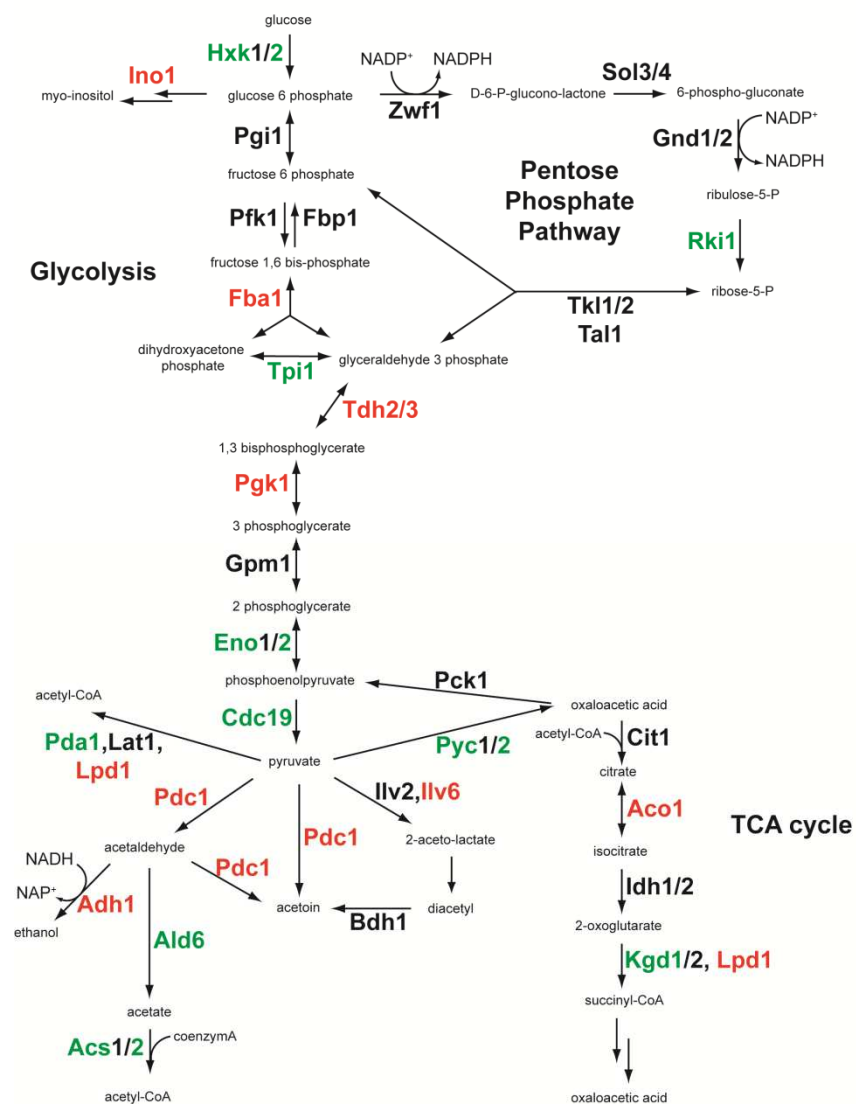 glucose
Hxk1/2
NADP+
NADPH
Ino1
Sol3/4
myo-inositol
glucose 6 phosphate
Zwf1
D-6-P-glucono-lactone
6-phospho-gluconate
Pgi1
Gnd1/2
NADP+
NADPH
fructose 6 phosphate
Pentose
Phosphate
Pathway
ribulose-5-P
Pfk1
Fbp1
Rki1
Glycolysis
fructose 1,6 bis-phosphate
Fba1
ribose-5-P
Tkl1/2
Tal1
dihydroxyacetone
phosphate
glyceraldehyde 3 phosphate
Tpi1
Tdh2/3
1,3 bisphosphoglycerate
Pgk1
3 phosphoglycerate
Gpm1
2 phosphoglycerate
Eno1/2
phosphoenolpyruvate
Pck1
acetyl-CoA
oxaloacetic acid
Cdc19
Pda1,Lat1,
Lpd1
Pyc1/2
acetyl-CoA
Cit1
pyruvate
citrate
Pdc1
Ilv2,Ilv6
Aco1
TCA cycle
Pdc1
acetaldehyde
2-aceto-lactate
isocitrate
NADH
Pdc1
NAP+
Adh1
Idh1/2
ethanol
acetoin
Bdh1
diacetyl
2-oxoglutarate
Ald6
Kgd1/2, Lpd1
acetate
succinyl-CoA
Acs1/2
coenzymA
acetyl-CoA
oxaloacetic acid